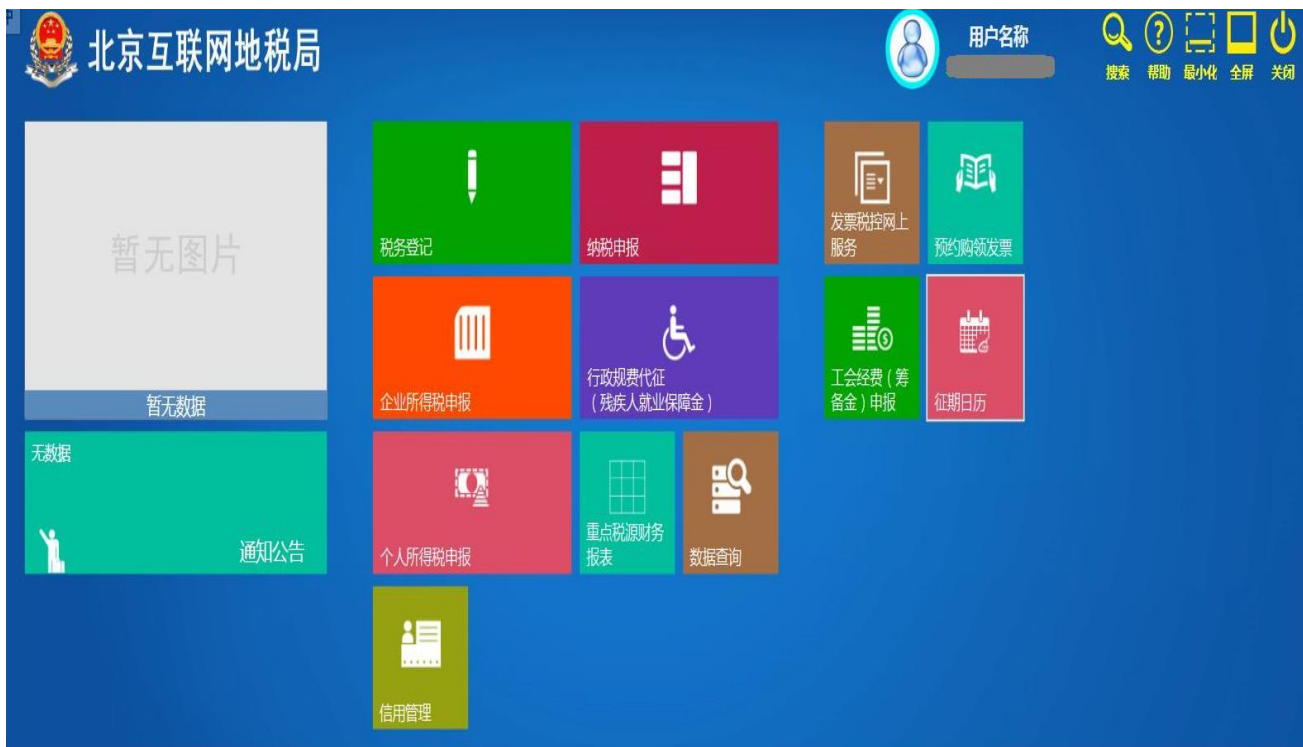 北京互联网地税局
用户名称
搜索 帮助 最小化 全屏 关闭
暂无图片
暂无数据
无数据
通知公告
税务登记
纳税申报
企业所得税申报
行政规费代征
(残疾人就业保障金)
个人所得税申报
重点税源财务
报表
数据查询
信用管理
发票税控网上
服务
预约购领发票
工会经费(筹
备金)申报
征期日历